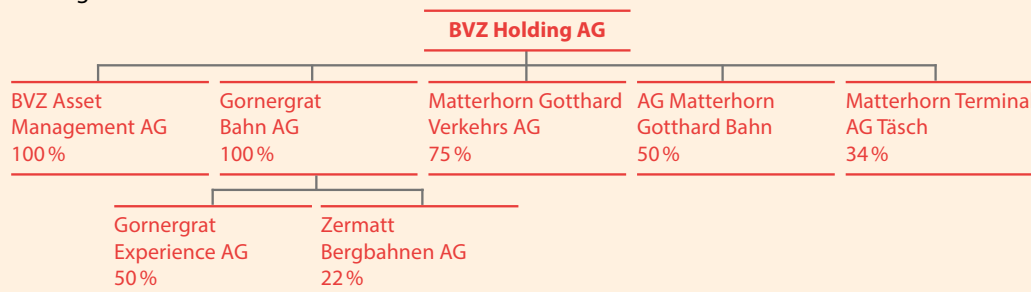 BVZ Holding AG
BVZ Asset
Management AG
100 %
Gornergrat
Bahn AG
100 %
Matterhorn Gotthard
Verkehrs AG
75 %
AG Matterhorn
Gotthard Bahn
50 %
Matterhorn Terminal
AG Täsch
34 %
Gornergrat
Experience AG
50 %
Zermatt
Bergbahnen AG
22 %